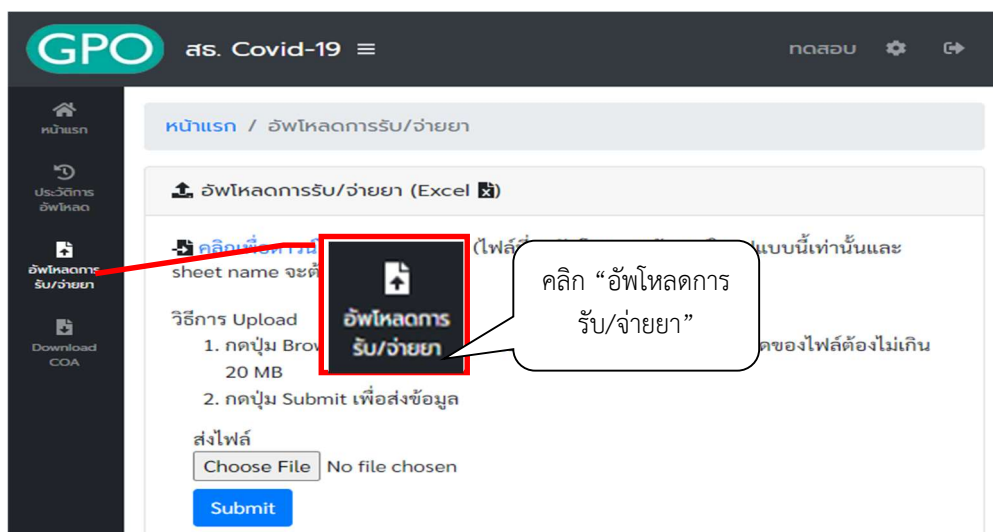 GPO สธ. Covid-19 ทดสอบ
หน้าแรก
ประวัติการ
อัพโหลด
อัพโหลดการ
รับ/จ่ายยา
Download
COA
หน้าแรก / อัพโหลดการรับ/จ่ายยา
อัพโหลดการรับ/จ่ายยา (Excel)
แบบนี้เท่านั้นและ
sheet name จะต้
วิธีการ Upload
1. กดปุ่ม Brow ของไฟล์ต้องไม่เกิน
20 MB
2. กดปุ่ม Submit เพื่อส่งข้อมูล
ส่งไฟล์
Choose File No file chosen
Submit
อัพโหลดการ
รับ/จ่ายยา
คลิก “อัพโหลดการ
รับ/จ่ายยา”